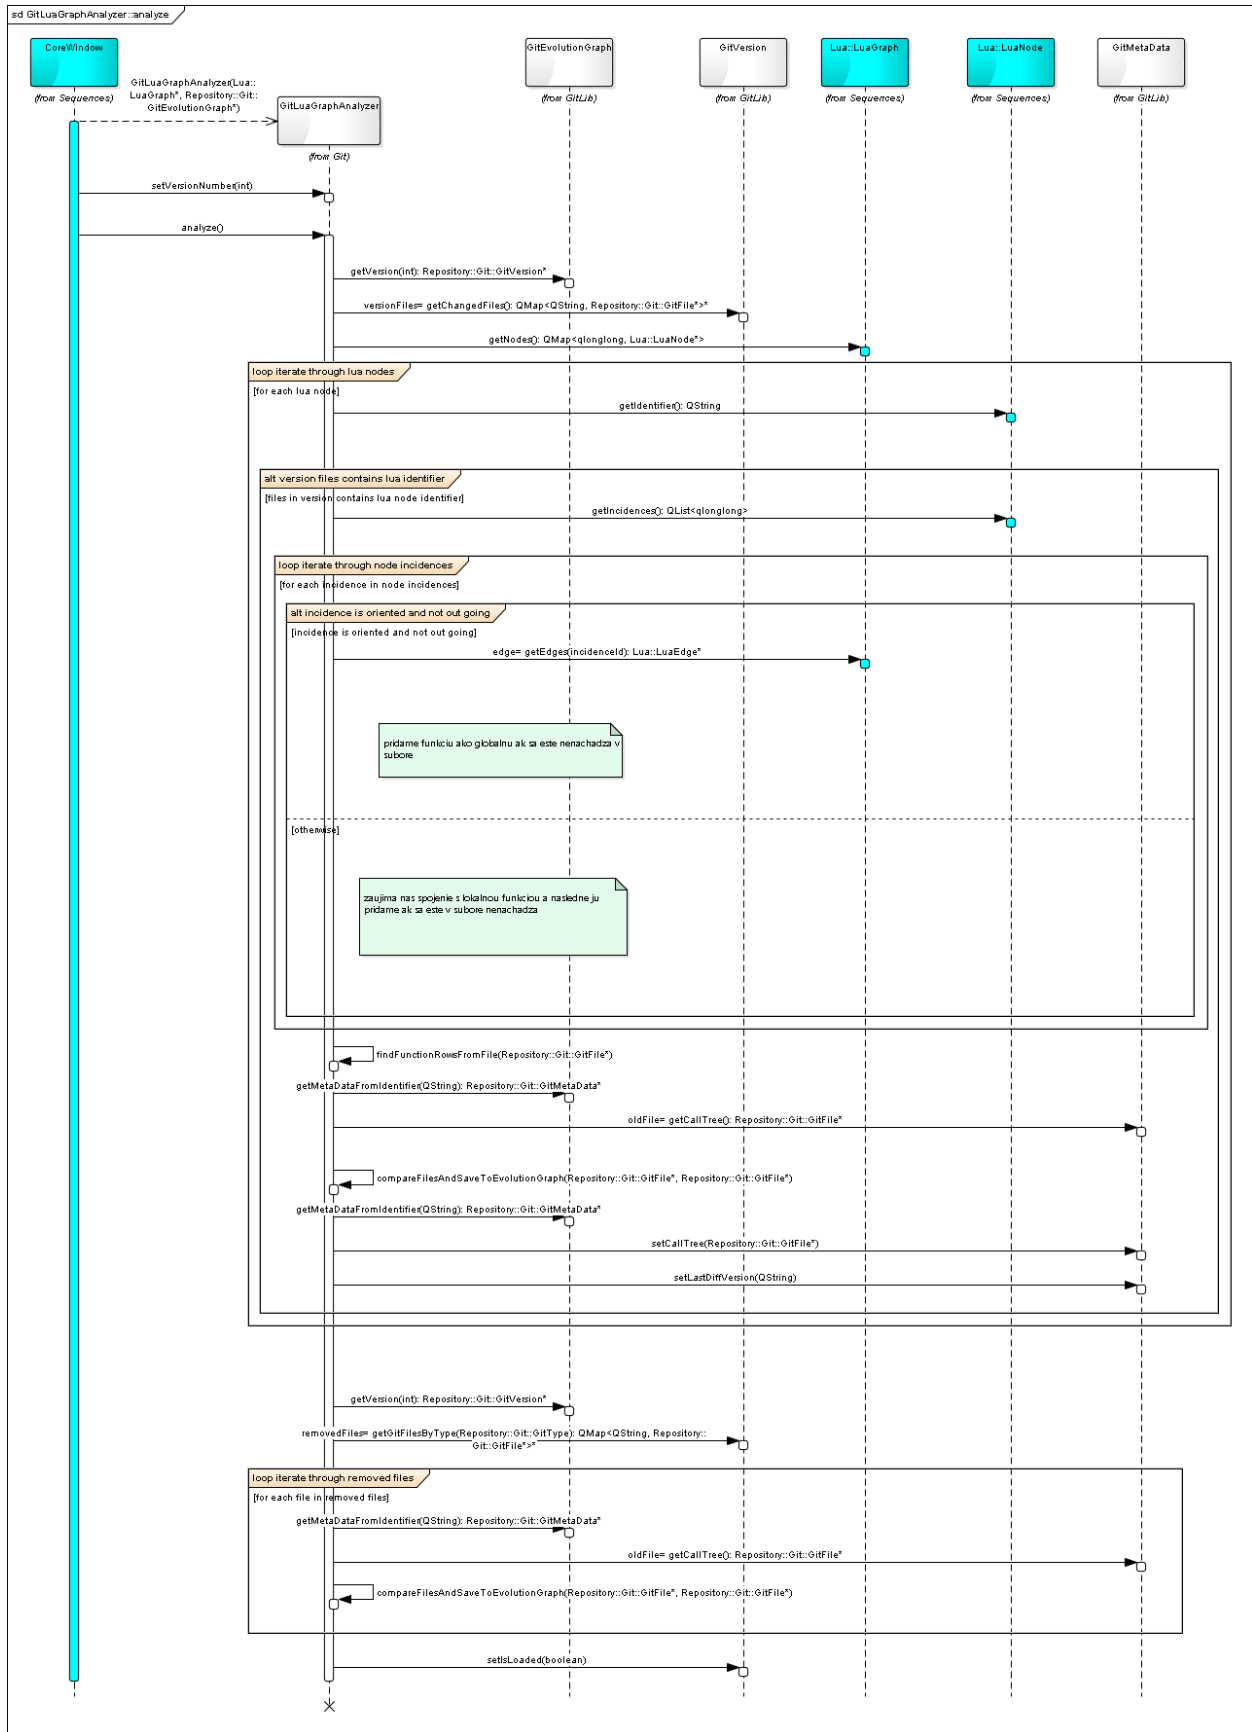 sd GitLuaGraphAnalyzer::analyze
CoreWindow
(from Sequences)
GitLuaGraphAnalyzer(Lua::
LuaGraph*, Repository::Git::
GitEvolutionGraph*)
GitLuaGraphAnalyzer
(from Git)
GitEvolutionGraph
(from GitLib)
GitVersion
(from GitLib)
Lua::LuaGraph
(from Sequences)
Lua::LuaNode
(from Sequences)
GitMetaData
(from GitLib)
setVersionNumber(int)
analyze()
getVersion(int): Repository::Git::GitVersion*
versionFiles= getChangedFiles(): QMap<QString, Repository::Git::GitFile*>*
getNodes(): QMap<qlonglong, Lua::LuaNode*>
loop iterate through lua nodes
[for each lua node]
getIdentifier(): QString
alt version files contains lua identifier
[files in version contains lua node identifier]
getIncidences(): QList<qlonglong>
loop iterate through node incidences
[for each incidence in node incidences]
alt incidence is oriented and not out going
[incidence is oriented and not out going]
edge= getEdges(incidenceId): Lua::LuaEdge*
pridame funkciu ako globalnu ak sa este nenachadza v
subore
[otherwise]
zaujima nas spojenie s lokalnou funkciou a nasledne ju
pridame ak sa este v subore nenachadza
findFunctionRowsFromFile(Repository::Git::GitFile*)
getMetaDataFromIdentifier(QString): Repository::Git::GitMetaData*
oldFile= getCallTree(): Repository::Git::GitFile*
compareFilesAndSaveToEvolutionGraph(Repository::Git::GitFile*, Repository::Git::GitFile*)
getMetaDataFromIdentifier(QString): Repository::Git::GitMetaData*
setCallTree(Repository::Git::GitFile*)
setLastDiffVersion(QString)
getVersion(int): Repository::Git::GitVersion*
removedFiles= getGitFilesByType(Repository::Git::GitType): QMap<QString, Repository::
Git::GitFile*>*
loop iterate through removed files
[for each file in removed files]
getMetaDataFromIdentifier(QString): Repository::Git::GitMetaData*
oldFile= getCallTree(): Repository::Git::GitFile*
compareFilesAndSaveToEvolutionGraph(Repository::Git::GitFile*, Repository::Git::GitFile*)
setIsLoaded(boolean)